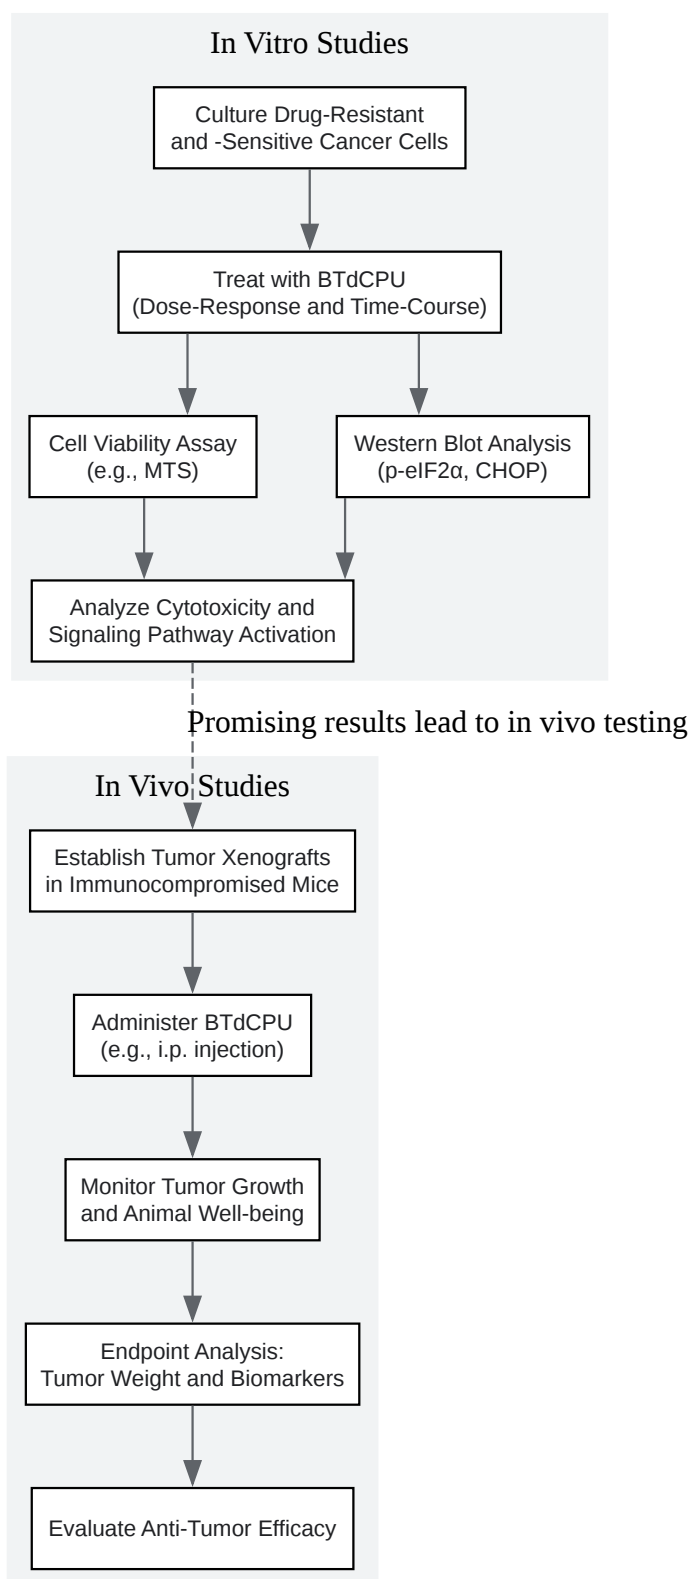 In Vitro Studies
Culture Drug-Resistant
and -Sensitive Cancer Cells
Treat with BTdCPU
(Dose-Response and Time-Course)
Cell Viability Assay
(e.g., MTS)
Western Blot Analysis
(p-eIF2α, CHOP)
Analyze Cytotoxicity and
Signaling Pathway Activation
Promising results lead to in vivo testing
In Vivo Studies
Establish Tumor Xenografts
in Immunocompromised Mice
Administer BTdCPU
(e.g., i.p. injection)
Monitor Tumor Growth
and Animal Well-being
Endpoint Analysis:
Tumor Weight and Biomarkers
Evaluate Anti-Tumor Efficacy